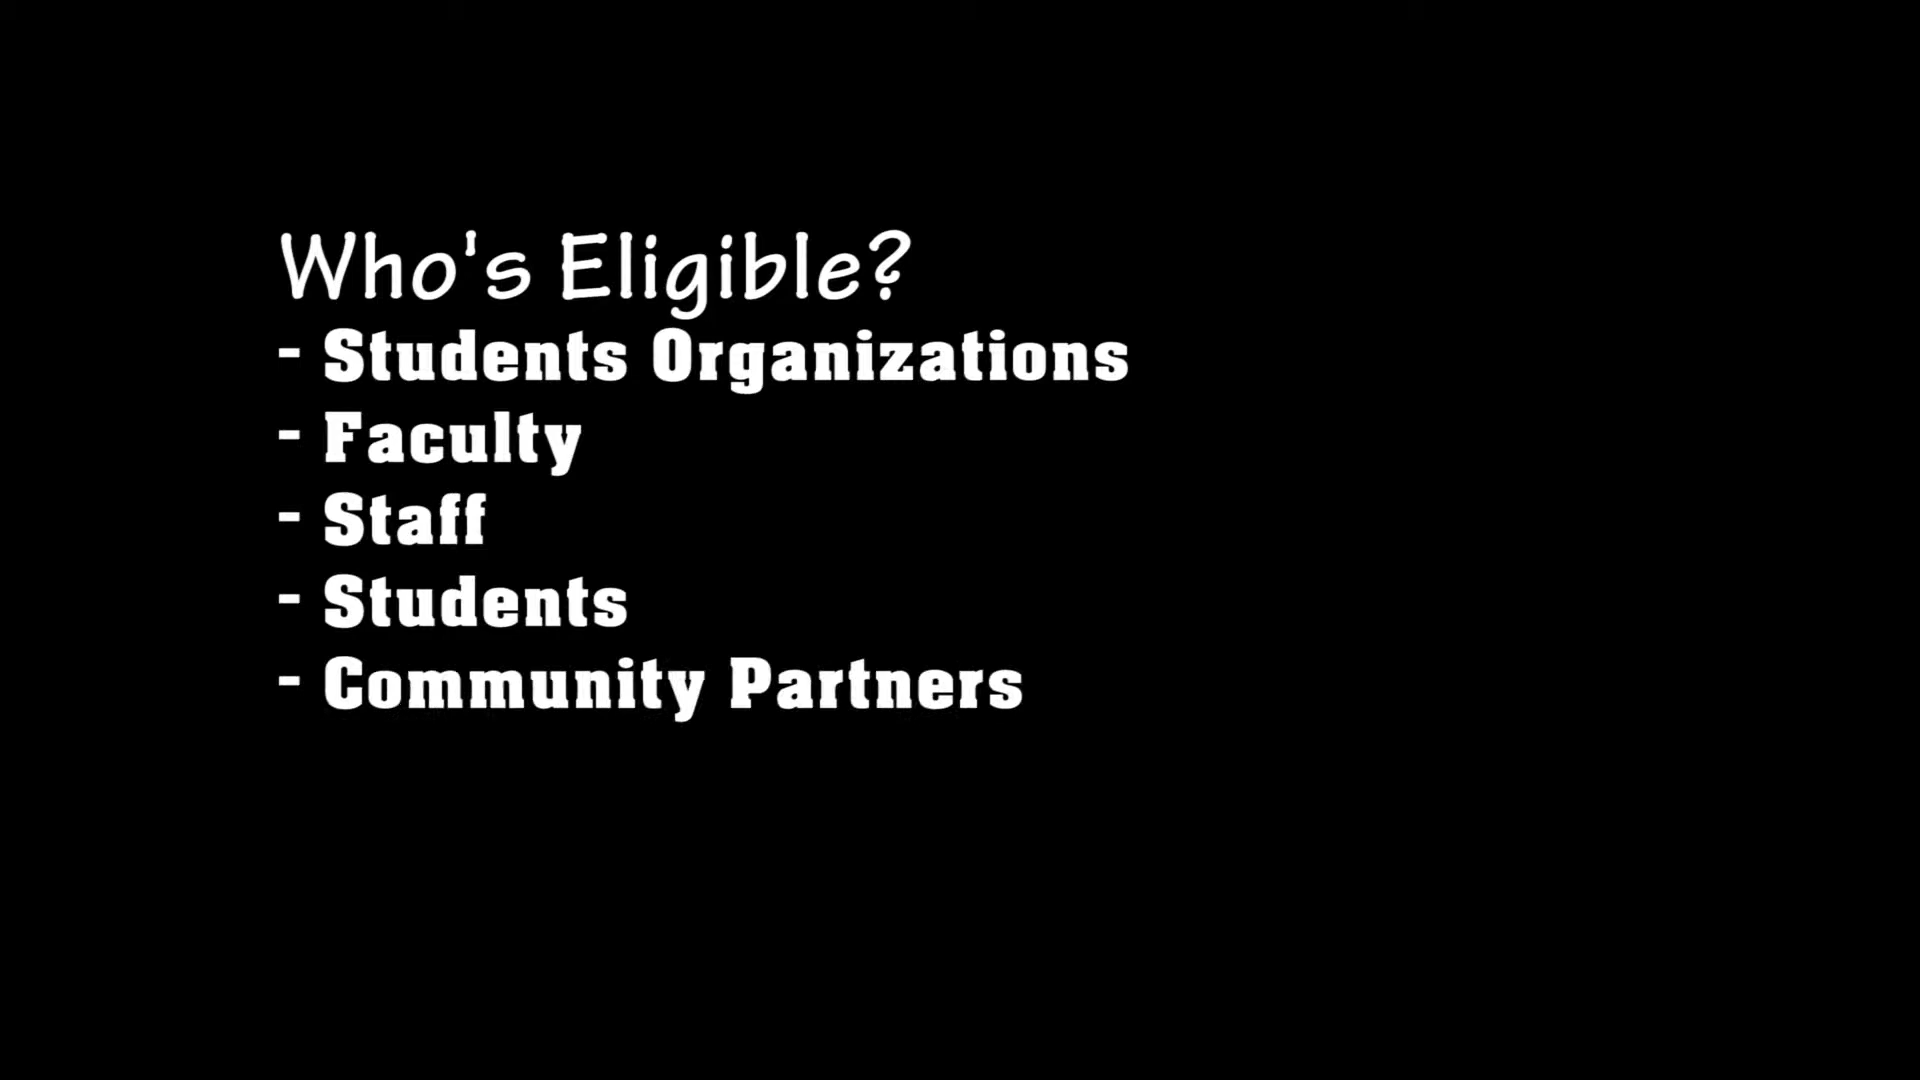 Who's Eligible?
- Students Organizations
- Faculty
- Staff
- Students
- Community Partners